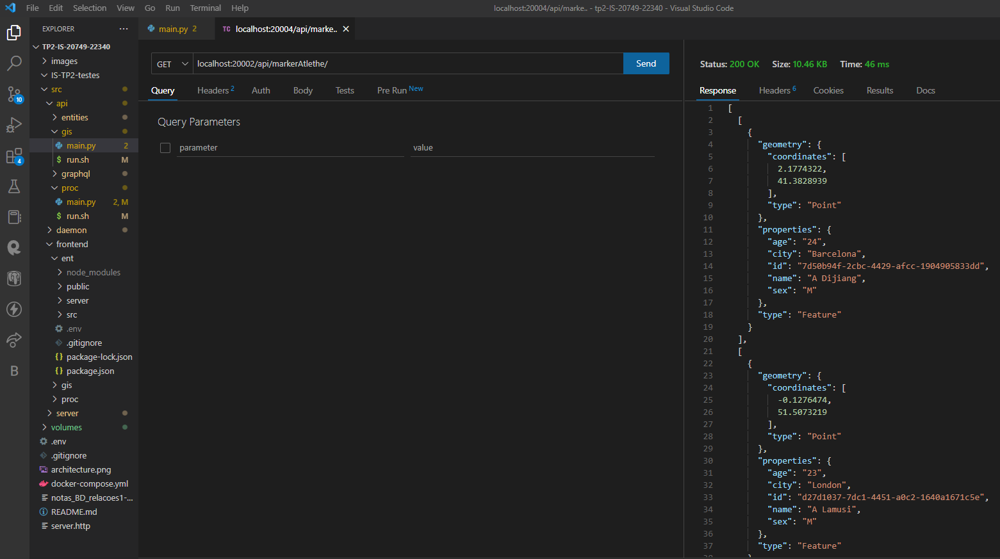 File Edit Selection View Go Run Terminal Help
localhost:20004/api/marke.. - tp2-IS-20749-22340 - Visual Studio Code
EXPLORER ...
TP2-IS-20749-22340
images
IS-TP2-testes
src
api
entities
gis
main.py 2
run.sh M
graphql
proc
main.py 2, M
run.sh M
daemon
frontend
ent
node_modules
public
server
src
.env
.gitignore
package-lock.json
package.json
gis
proc
server
volumes
.env
.gitignore
architecture.png
docker-compose.yml
notas_BD_relacoes1-...
README.md
server.http
10
4
B
main.py 2
TC localhost:20004/api/marke..
GET localhost:20002/api/markerAtlethe/ Send
Query Headers 2 Auth Body Tests Pre Run New
Query Parameters
parameter value
Status: 200 OK Size: 10.46 KB Time: 46 ms
Response Headers 6 Cookies Results Docs
1 [
2 [
3 {
4 "geometry": {
5 "coordinates": [
6 2.1774322,
7 41.3828939
8 ],
9 "type": "Point"
10 },
11 "properties": {
12 "age": "24",
13 "city": "Barcelona",
14 "id": "7d50b94f-2cbc-4429-afcc-1904905833dd",
15 "name": "A Dijiang",
16 "sex": "M"
17 },
18 "type": "Feature"
19 }
20 ],
21 [
22 {
23 "geometry": {
24 "coordinates": [
25 -0.1276474,
26 51.5073219
27 ],
28 "type": "Point"
29 },
30 "properties": {
31 "age": "23",
32 "city": "London",
33 "id": "d27d1037-7dc1-4451-a0c2-1640a1671c5e",
34 "name": "A Lamusi",
35 "sex": "M"
36 },
37 "type": "Feature"